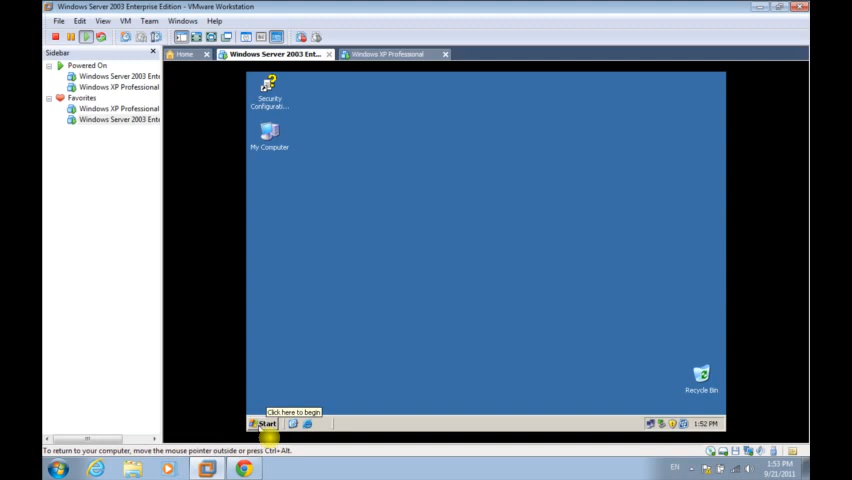 Windows Server 2003 Enterprise Edition - VMware Workstation
File Edit View VM Team Windows Help
Sidebar
Home
Windows Server 2003 Ent...
Windows XP Professional
Powered On
Windows Server 2003 Ente
Windows XP Professional
Favorites
Windows XP Professional
Windows Server 2003 Ente
Security
Configurati...
My Computer
Recycle Bin
Click here to begin
Start
1:52 PM
To return to your computer, move the mouse pointer outside or press Ctrl+Alt.
EN
1:53 PM
9/21/2011